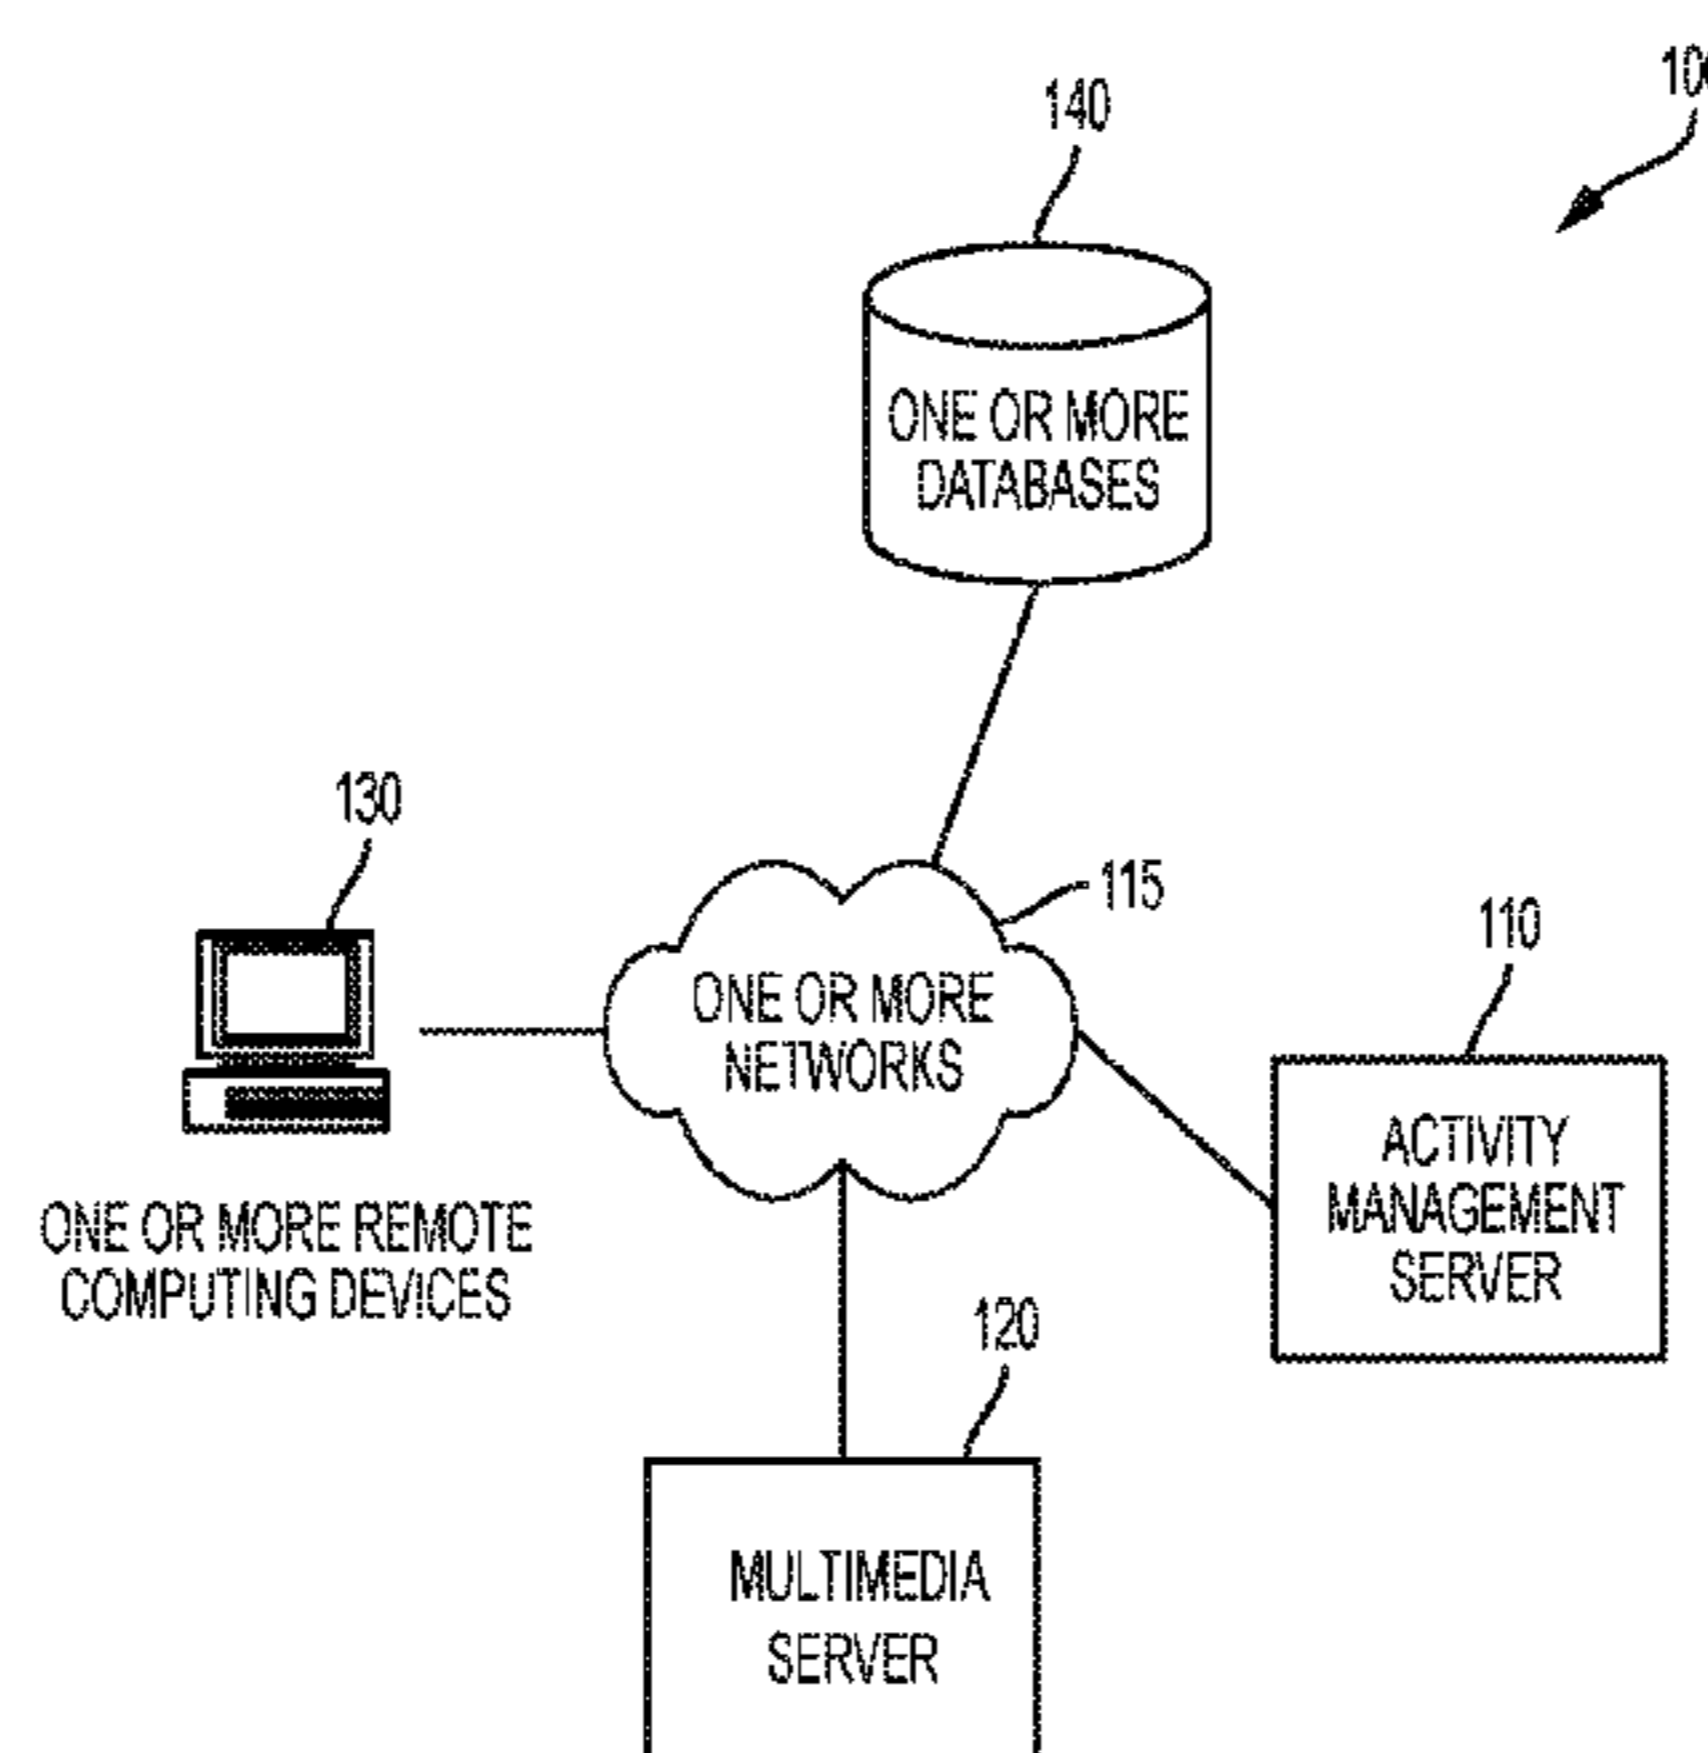 140
ONE OR MORE
DATABASES
130
115
ONE OR MORE
NETWORKS
110
ACTIVITY
MANAGEMENT
SERVER
ONE OR MORE REMOTE
COMPUTING DEVICES
120
MULTIMEDIA
SERVER